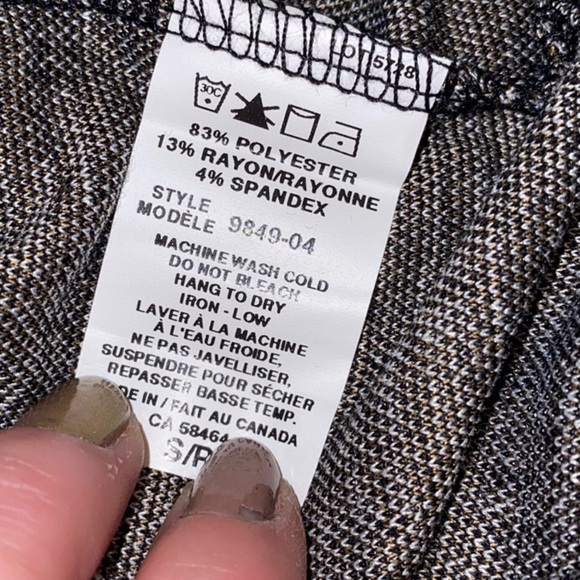 30C
83% POLYESTER
13% RAYON/RAYONNE
4% SPANDEX
STYLE
MODÈLE 9849-04
MACHINE WASH COLD
DO NOT BLEACH
HANG TO DRY
IRON - LOW
LAVER À LA MACHINE
À L'EAU FROIDE,
NE PAS JAVELLISER,
SUSPENDRE POUR SÉCHER
REPASSER BASSE TEMP.
IN / FAIT AU CANADA
CA 58464